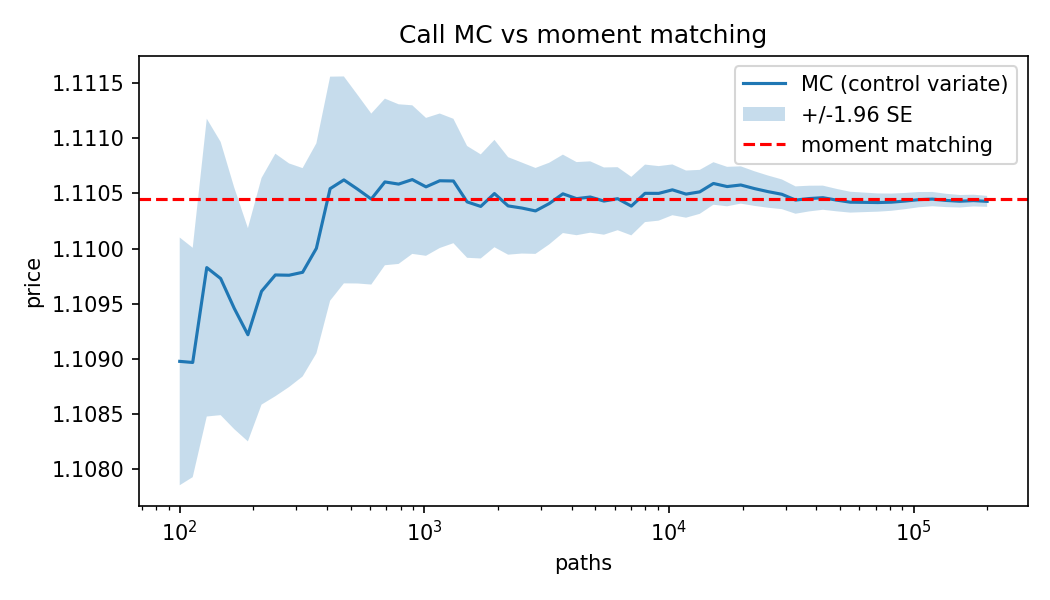 Call MC vs moment matching
1.1115
1.1110
1.1105
1.1100
1.1095
1.1090
1.1085
1.1080
price
MC (control variate)
+/-1.96 SE
moment matching
10² 10³ 10⁴ 10⁵
paths